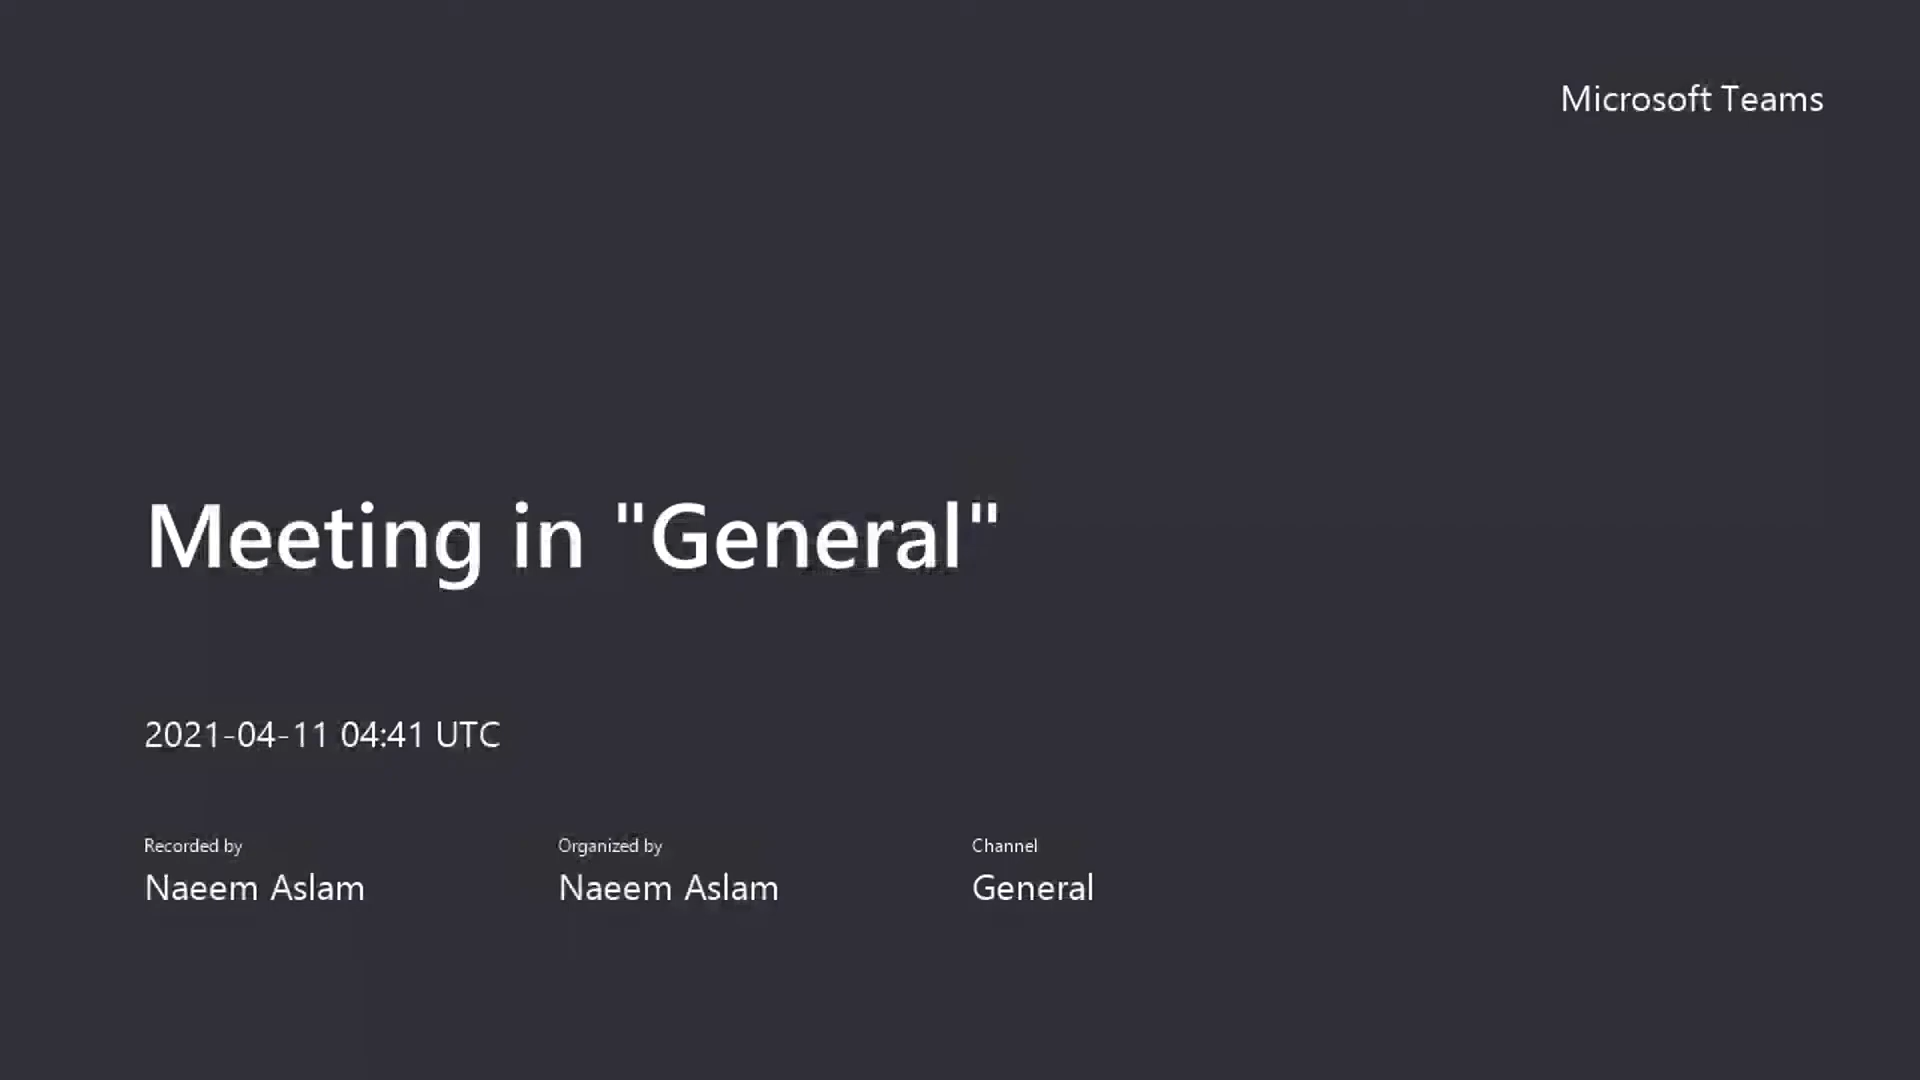 Microsoft Teams
Meeting in "General"
2021-04-11 04:41 UTC
Recorded by
Naeem Aslam
Organized by
Naeem Aslam
Channel
General